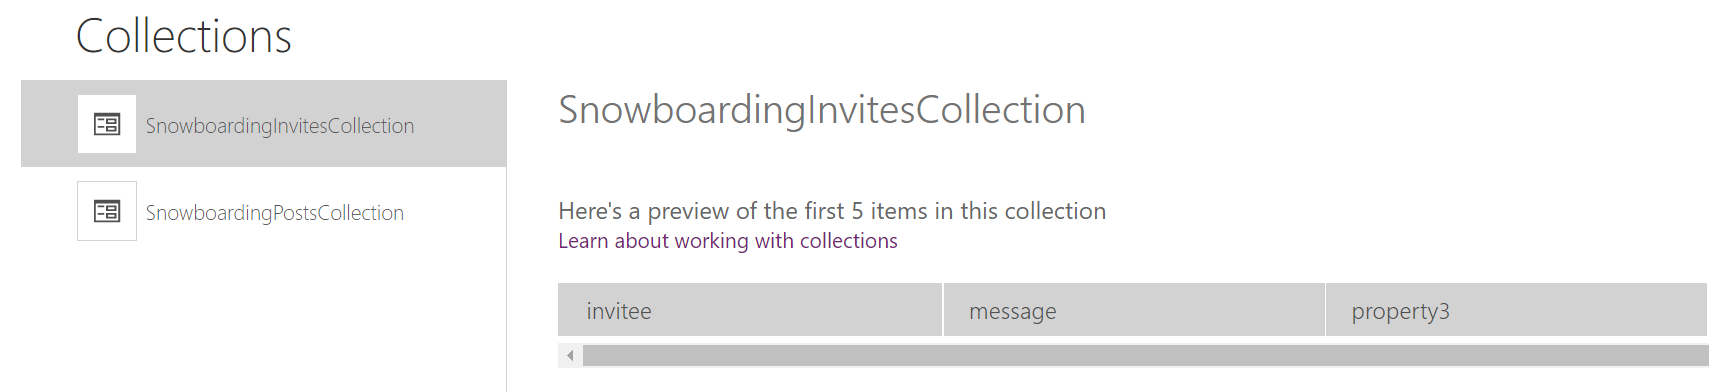 Collections
SnowboardingInvitesCollection
SnowboardingPostsCollection
SnowboardingInvitesCollection
Here's a preview of the first 5 items in this collection
Learn about working with collections
invitee message property3